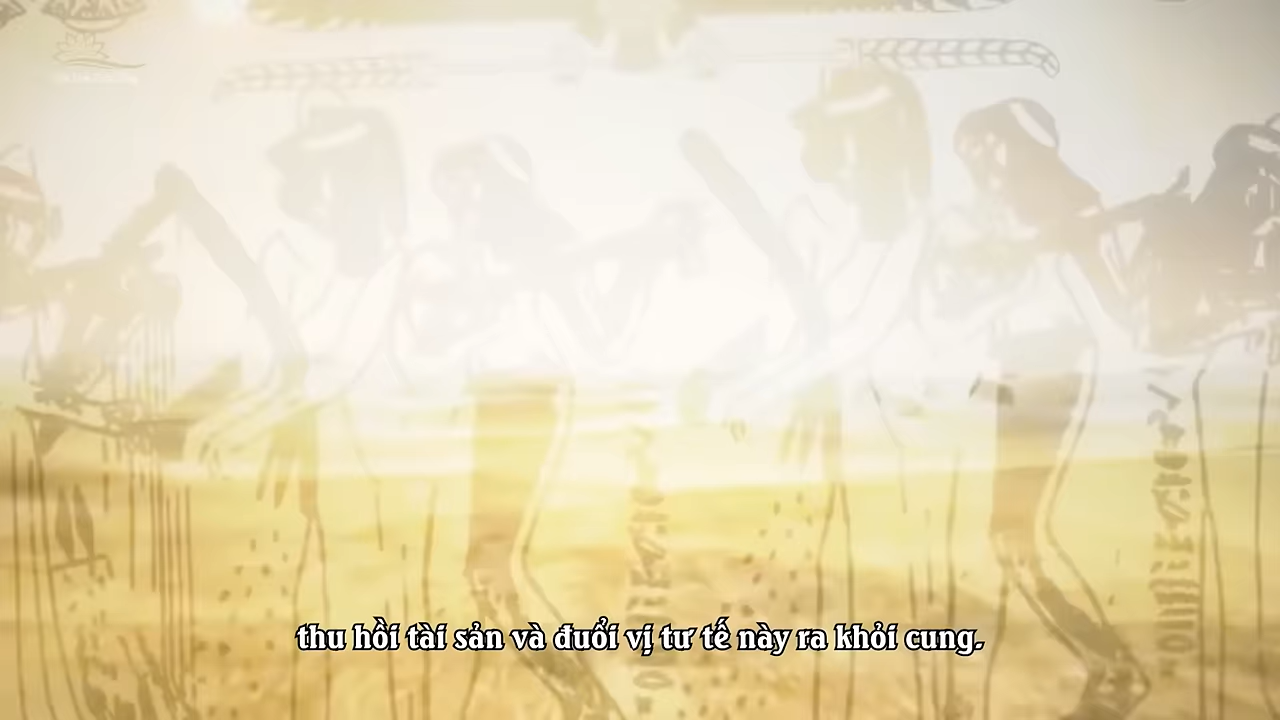 thu hồi tài sản và đuổi vị tư tế này ra khỏi cung.